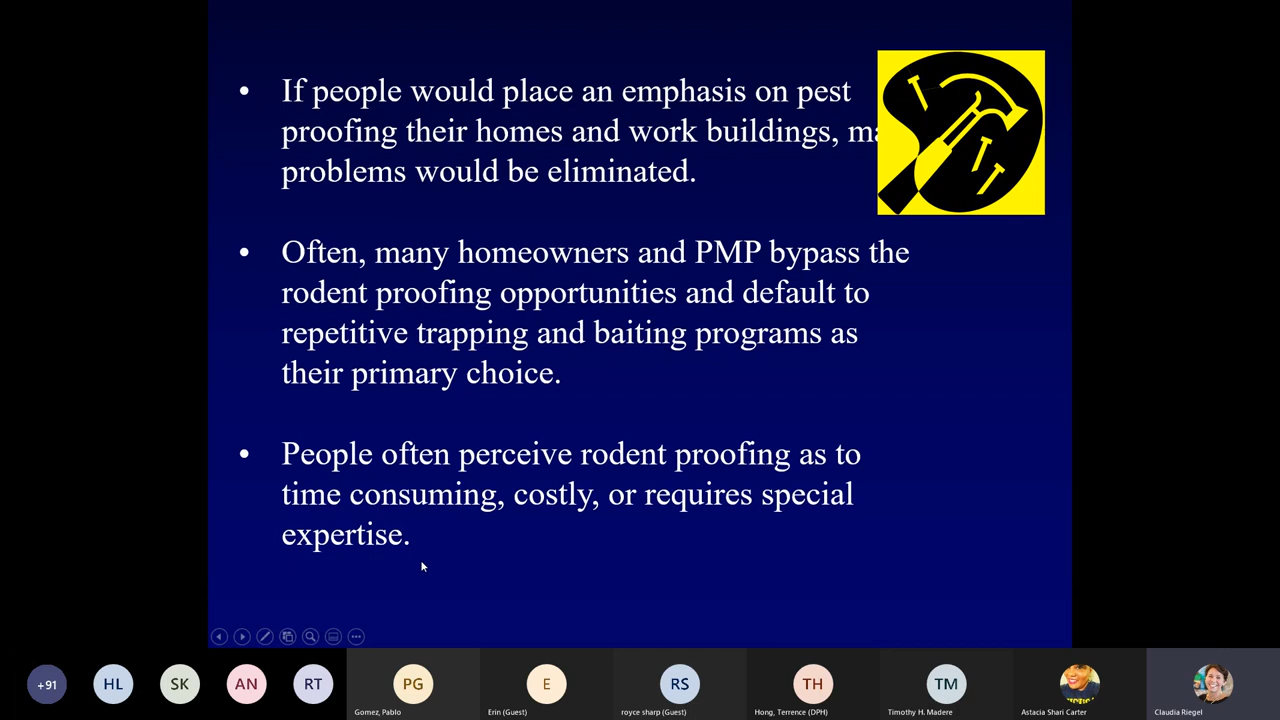 • If people would place an emphasis on pest
proofing their homes and work buildings, ma
problems would be eliminated.
• Often, many homeowners and PMP bypass the
rodent proofing opportunities and default to
repetitive trapping and baiting programs as
their primary choice.
• People often perceive rodent proofing as to
time consuming, costly, or requires special
expertise.
+91 HL SK AN RT PG E RS TH TM
Gomez, Pablo Erin (Guest) royce sharp (Guest) Hong, Terrence (DPH) Timothy H. Madere Astacia Shari Carter Claudia Riegel